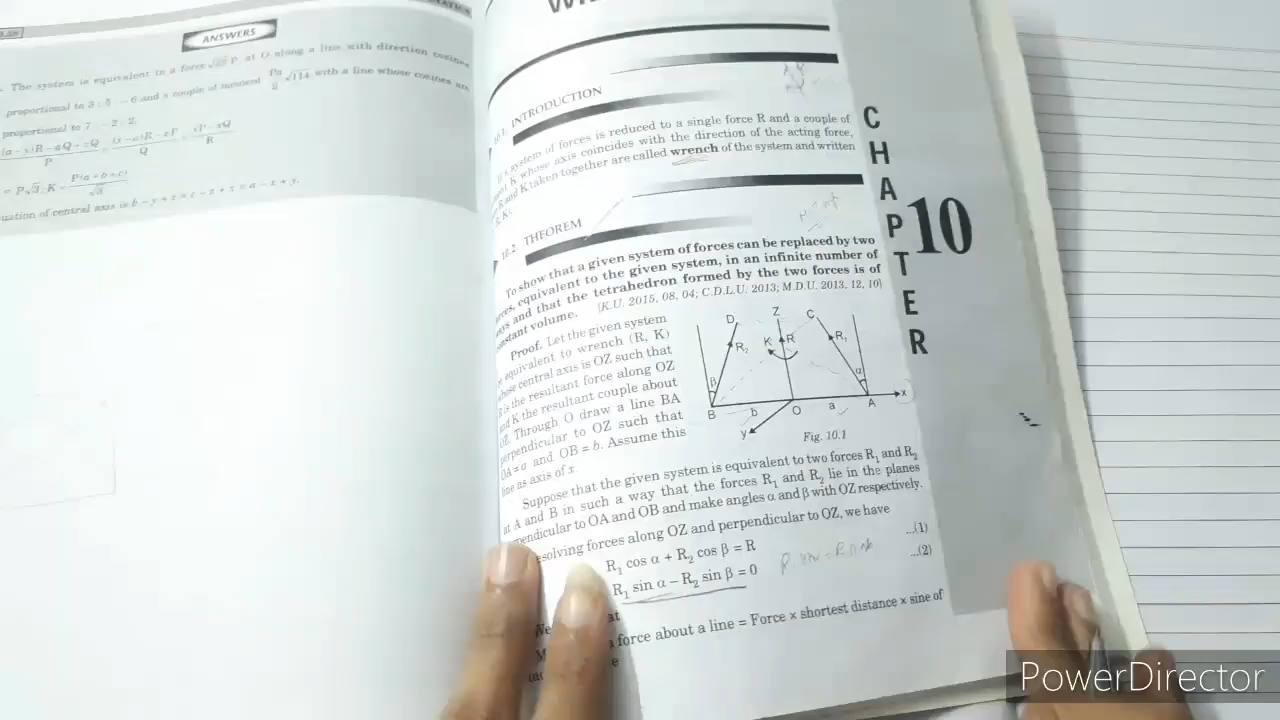 ANSWERS
The system is equivalent to a force √ P at O along a line with direction cosines
proportional to 3 : : – 6 and a couple of moment Pa/2 √114 with a line whose cosines are
proportional to 7 : – 2 : 2.
= P√3 ; K = P(a + b + c)/√3
uation of central axis is b – y + z = c – z + x = a – x + y.
10.1. INTRODUCTION
system of forces is reduced to a single force R and a couple of
K whose axis coincides with the direction of the acting force,
R and K taken together are called wrench of the system and written
R, K).
10.2. THEOREM
To show that a given system of forces can be replaced by two
rces, equivalent to the given system, in an infinite number of
ays and that the tetrahedron formed by the two forces is of
onstant volume. [K.U. 2015, 08, 04; C.D.L.U. 2013; M.D.U. 2013, 12, 10]
Proof. Let the given system
equivalent to wrench (R, K)
whose central axis is OZ such that
R is the resultant force along OZ
and K the resultant couple about
OZ. Through O draw a line BA
perpendicular to OZ such that
OA = a and OB = b. Assume this
line as axis of x.
D Z C
R₂ K R R₁
β α
B b O a A x
y
Fig. 10.1
Suppose that the given system is equivalent to two forces R₁ and R₂
at A and B in such a way that the forces R₁ and R₂ lie in the planes
pendicular to OA and OB and make angles α and β with OZ respectively.
esolving forces along OZ and perpendicular to OZ, we have
R₁ cos α + R₂ cos β = R ...(1)
R₁ sin α – R₂ sin β = 0 ...(2)
We at
force about a line = Force × shortest distance × sine of
CHAPTER
10
PowerDirector